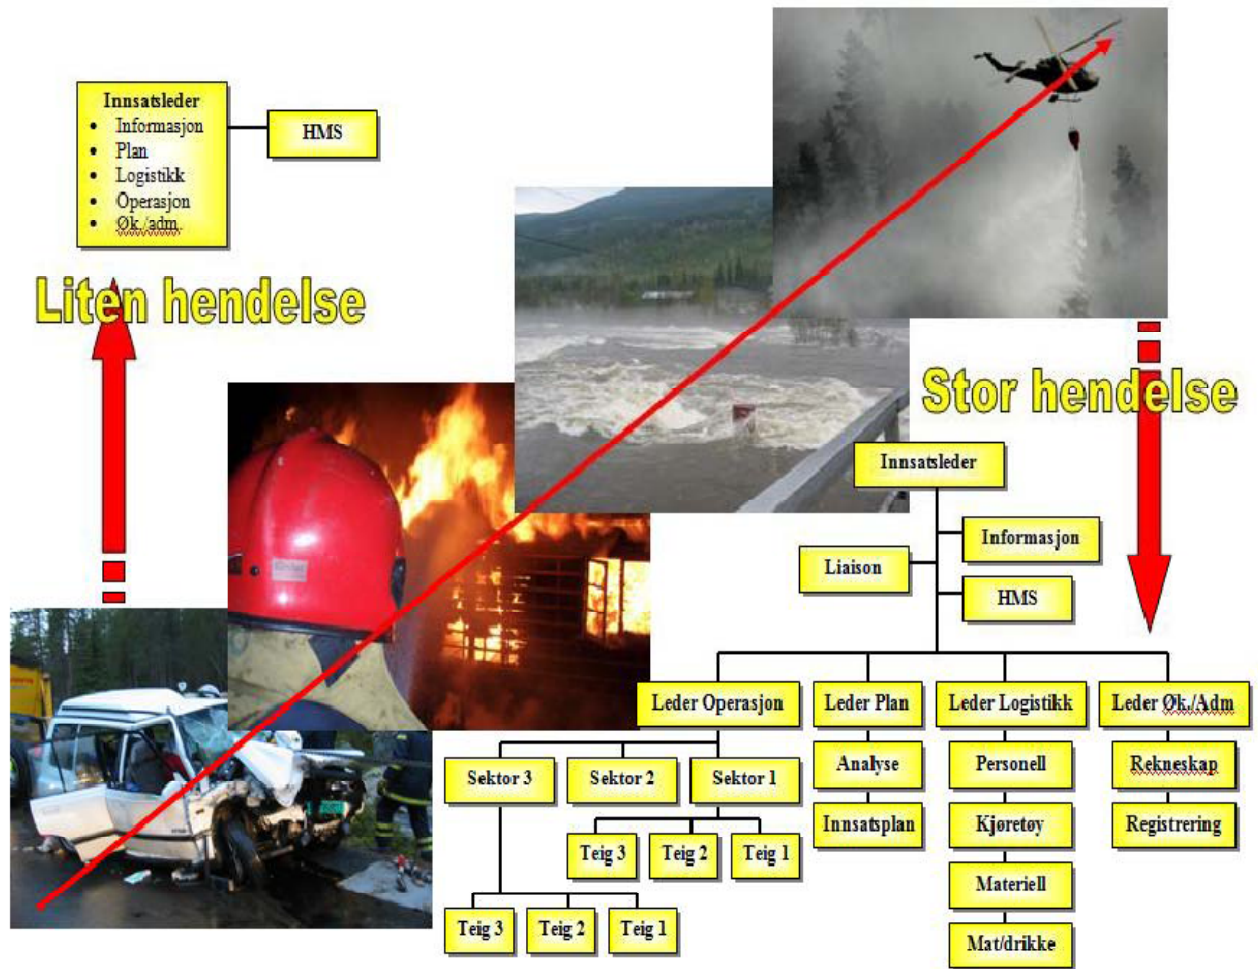 Innsatsleder
• Informasjon
• Plan
• Logistikk
• Operasjon
• Øk./adm.
HMS
Liten hendelse
Stor hendelse
Innsatsleder
Informasjon
Liaison
HMS
Leder Operasjon
Leder Plan
Leder Logistikk
Leder Øk./Adm
Sektor 3
Sektor 2
Sektor 1
Analyse
Personell
Rekneskap
Teig 3
Teig 2
Teig 1
Innsatsplan
Kjøretøy
Registrering
Materiell
Teig 3
Teig 2
Teig 1
Mat/drikke